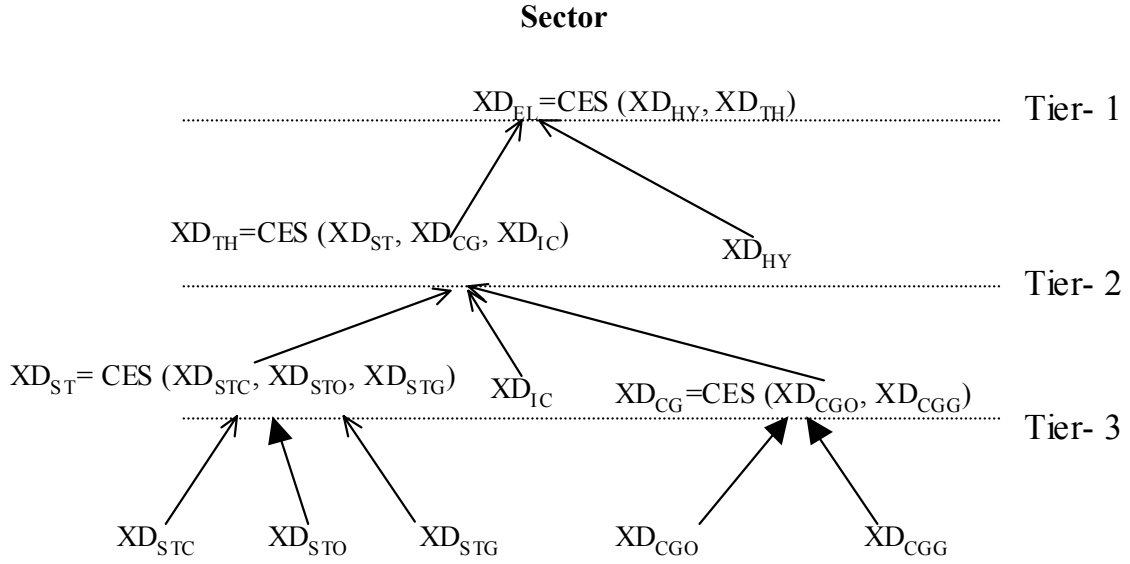 Sector
XD_EL=CES (XD_HY, XD_TH)
Tier- 1
XD_TH=CES (XD_ST, XD_CG, XD_IC)
XD_HY
Tier- 2
XD_ST= CES (XD_STC, XD_STO, XD_STG)
XD_IC
XD_CG=CES (XD_CGO, XD_CGG)
Tier- 3
XD_STC
XD_STO
XD_STG
XD_CGO
XD_CGG